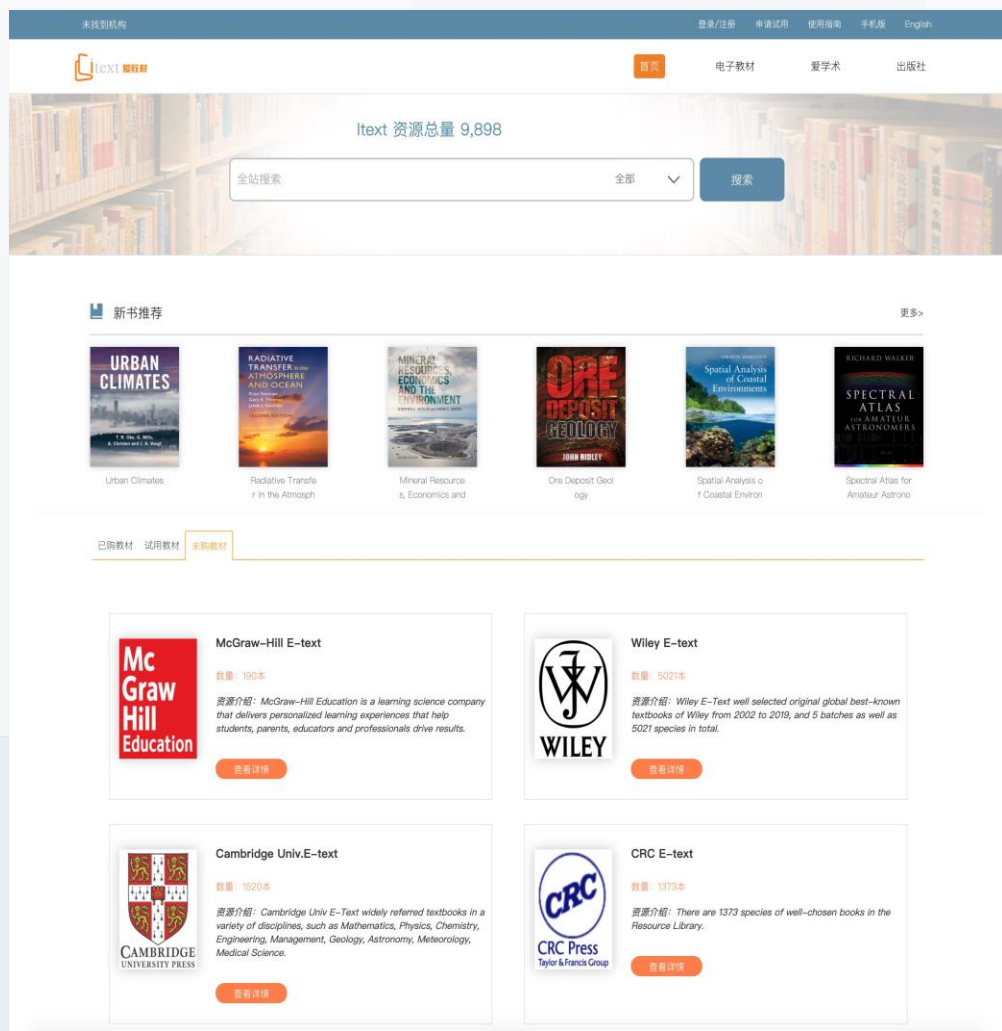 未找到机构
登录/注册 申请试用 使用指南 手机版 English
itext 爱教材
首页 电子教材 爱学术 出版社
Itext 资源总量 9,898
全站搜索 全部 搜索
新书推荐 更多>
URBAN
CLIMATES
T. R. Oke, G. Mills,
A. Christen and J. A. Voogt
RADIATIVE
TRANSFER in the
ATMOSPHERE
AND OCEAN
SECOND EDITION
MINERAL
RESOURCES,
ECONOMICS
AND THE
ENVIRONMENT
ORE
DEPOSIT
GEOLOGY
JOHN RIDLEY
Spatial Analysis
of Coastal
Environments
RICHARD WALKER
SPECTRAL
ATLAS
FOR AMATEUR
ASTRONOMERS
Urban Climates
Radiative Transfe
r in the Atmosph
Mineral Resource
s, Economics and
Ore Deposit Geol
ogy
Spatial Analysis o
f Coastal Environ
Spectral Atlas for
Amateur Astrono
已购教材 试用教材 未购教材
Mc
Graw
Hill
Education
McGraw-Hill E-text
数量：190本
资源介绍：McGraw-Hill Education is a learning science company
that delivers personalized learning experiences that help
students, parents, educators and professionals drive results.
查看详情
WILEY
Wiley E-text
数量：5021本
资源介绍：Wiley E-Text well selected original global best-known
textbooks of Wiley from 2002 to 2019, and 5 batches as well as
5021 species in total.
查看详情
CAMBRIDGE
UNIVERSITY PRESS
Cambridge Univ.E-text
数量：1520本
资源介绍：Cambridge Univ E-Text widely referred textbooks in a
variety of disciplines, such as Mathematics, Physics, Chemistry,
Engineering, Management, Geology, Astronomy, Meteorology,
Medical Science.
查看详情
CRC
CRC Press
Taylor & Francis Group
CRC E-text
数量：1373本
资源介绍：There are 1373 species of well-chosen books in the
Resource Library.
查看详情